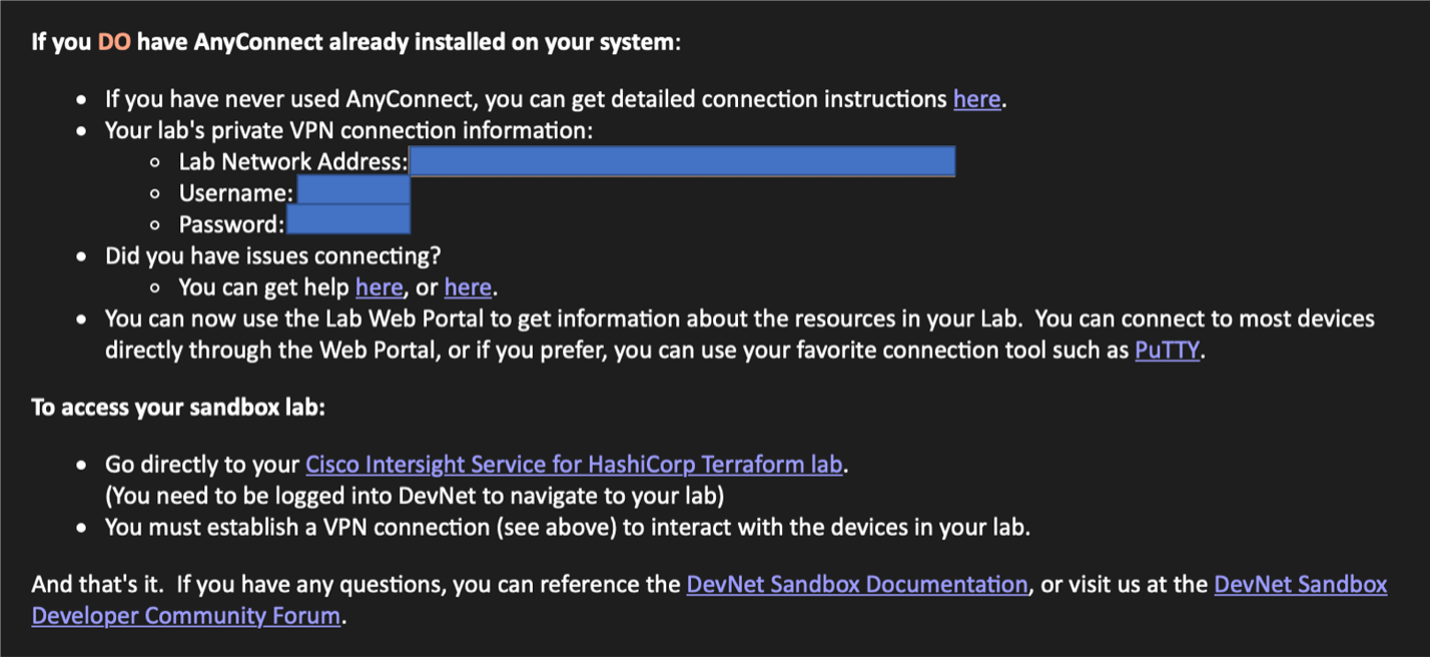 If you DO have AnyConnect already installed on your system:
• If you have never used AnyConnect, you can get detailed connection instructions here.
• Your lab's private VPN connection information:
○ Lab Network Address:
○ Username:
○ Password:
• Did you have issues connecting?
○ You can get help here, or here.
• You can now use the Lab Web Portal to get information about the resources in your Lab.  You can connect to most devices
directly through the Web Portal, or if you prefer, you can use your favorite connection tool such as PuTTY.
To access your sandbox lab:
• Go directly to your Cisco Intersight Service for HashiCorp Terraform lab.
(You need to be logged into DevNet to navigate to your lab)
• You must establish a VPN connection (see above) to interact with the devices in your lab.
And that's it.  If you have any questions, you can reference the DevNet Sandbox Documentation, or visit us at the DevNet Sandbox
Developer Community Forum.